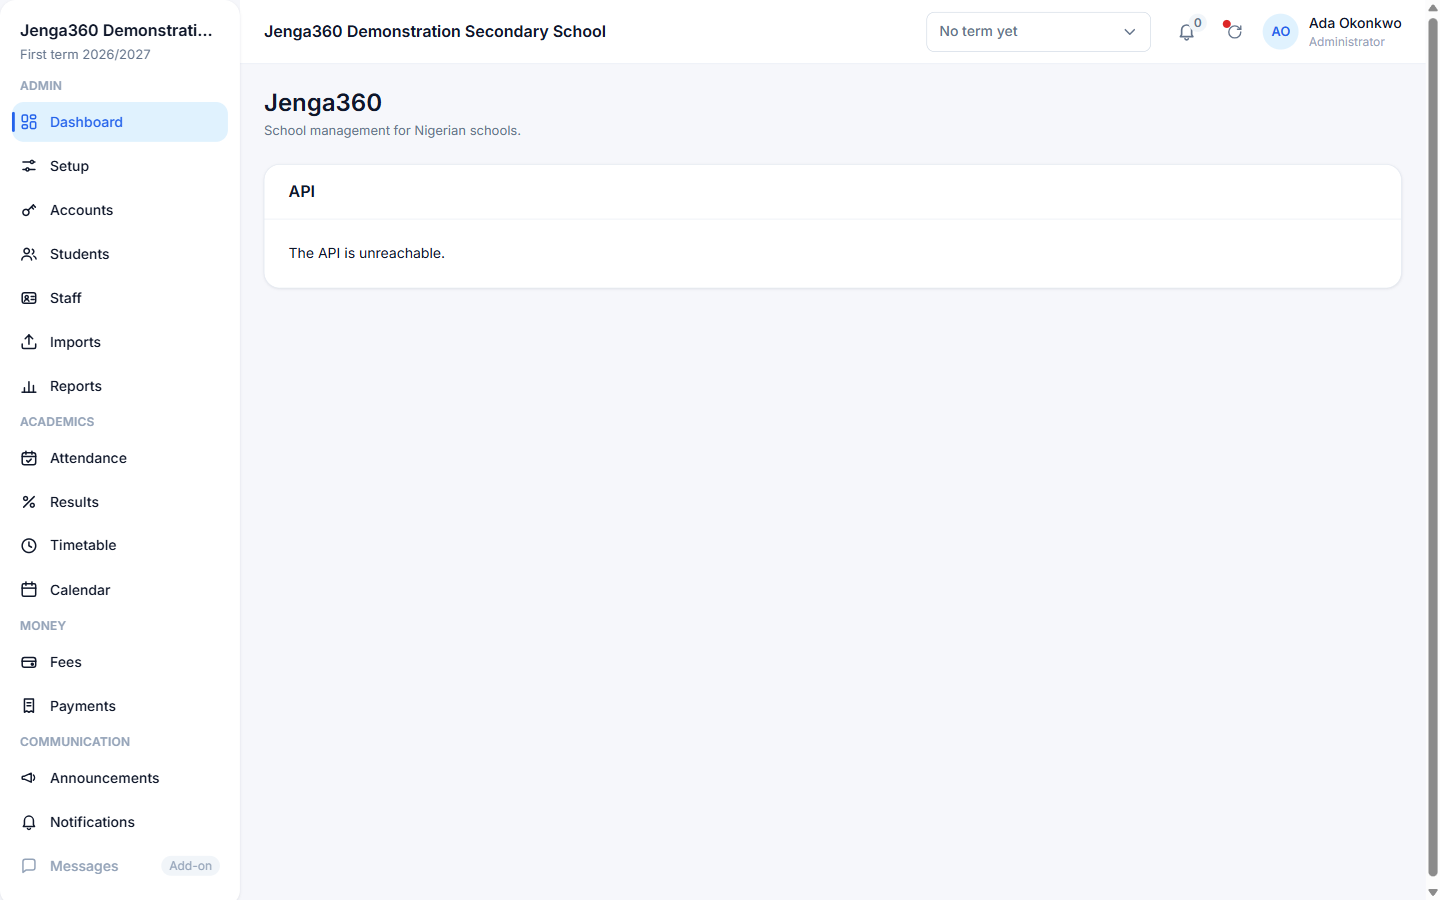 Jenga360 Demonstrati...
First term 2026/2027
ADMIN
Dashboard
Setup
Accounts
Students
Staff
Imports
Reports
ACADEMICS
Attendance
Results
Timetable
Calendar
MONEY
Fees
Payments
COMMUNICATION
Announcements
Notifications
Messages Add-on
Jenga360 Demonstration Secondary School
No term yet
0
AO
Ada Okonkwo
Administrator
Jenga360
School management for Nigerian schools.
API
The API is unreachable.